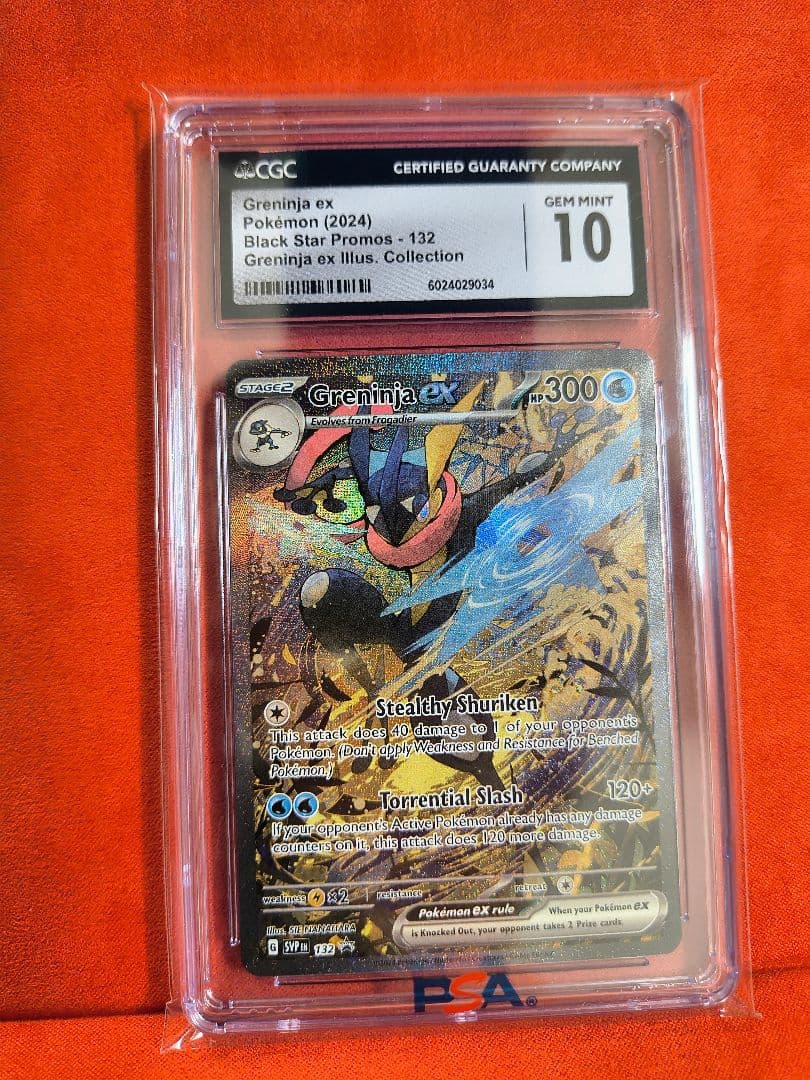 CGC CERTIFIED GUARANTY COMPANY
Greninja ex
Pokémon (2024)
Black Star Promos - 132
Greninja ex Illus. Collection
6024029034
GEM MINT
10
STAGE2 Greninja ex HP300
Evolves from Frogadier
Stealthy Shuriken
This attack does 40 damage to 1 of your opponent's
Pokémon. (Don't apply Weakness and Resistance for Benched
Pokémon.)
Torrential Slash 120+
If your opponent's Active Pokémon already has any damage
counters on it, this attack does 120 more damage.
weakness ×2 resistance retreat
Pokémon ex rule When your Pokémon ex
is Knocked Out, your opponent takes 2 Prize cards.
Illus. SIE NANAHARA
G SVP EN 132
PSA®